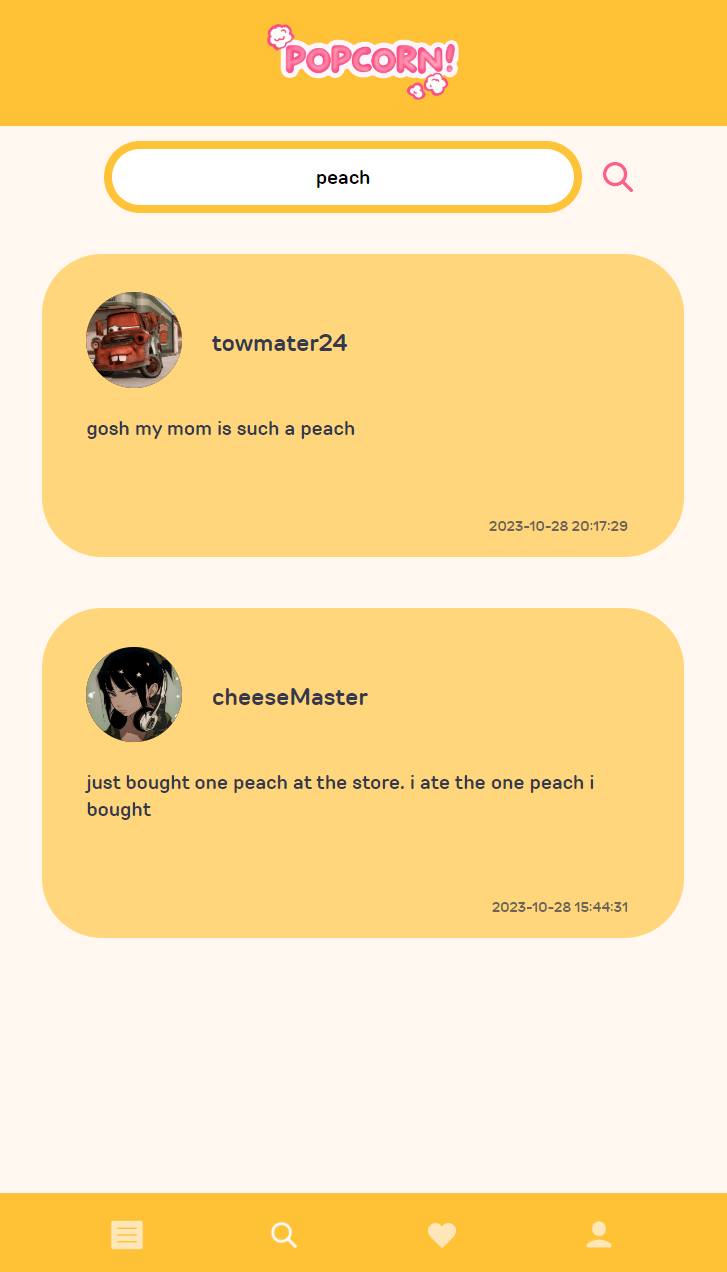 POPCORN!
peach
towmater24
gosh my mom is such a peach
2023-10-28 20:17:29
cheeseMaster
just bought one peach at the store. i ate the one peach i
bought
2023-10-28 15:44:31